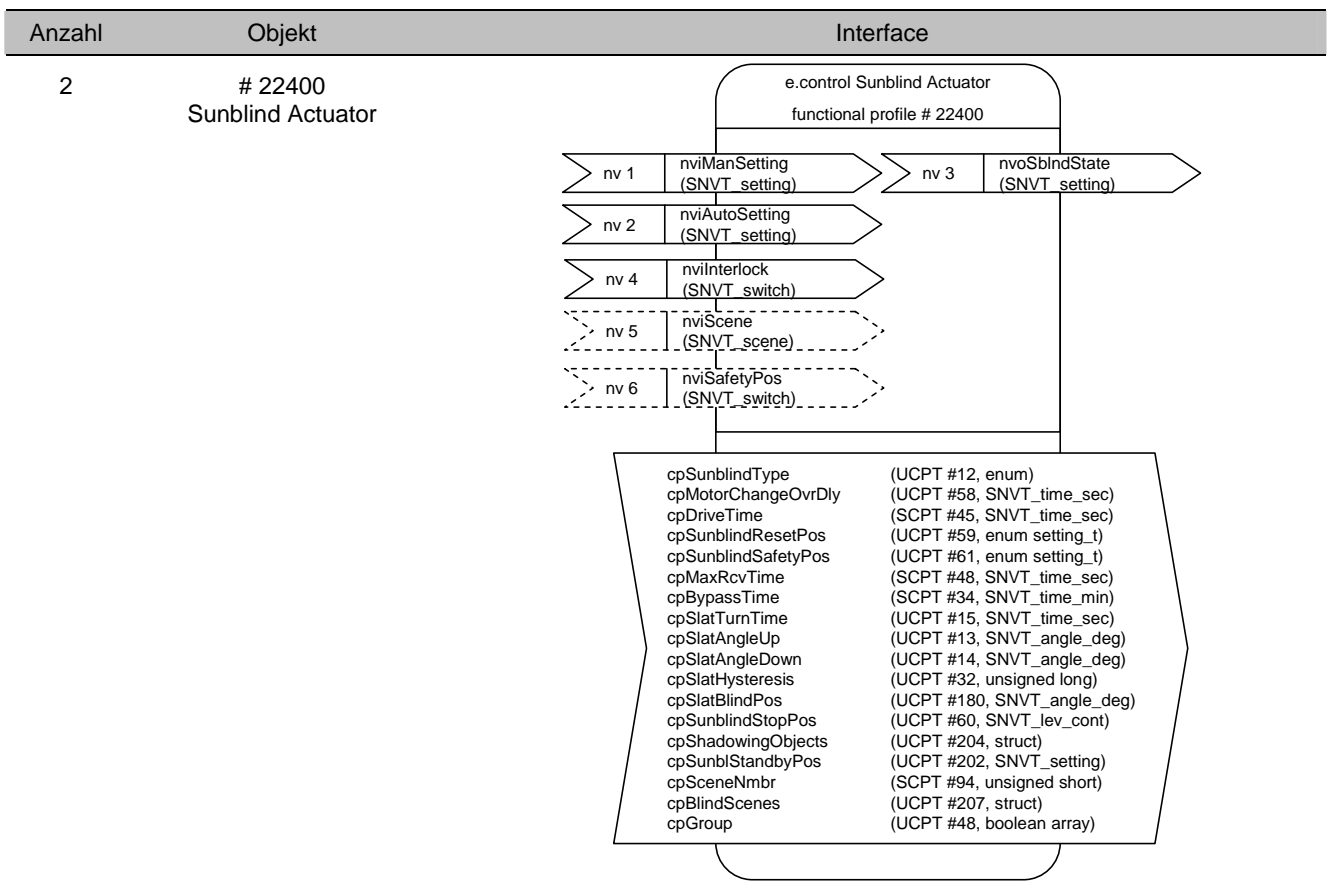 Anzahl Objekt Interface
2 # 22400
Sunblind Actuator
e.control Sunblind Actuator
functional profile # 22400
nv 1 nviManSetting
(SNVT_setting)
nv 3 nvoSblndState
(SNVT_setting)
nv 2 nviAutoSetting
(SNVT_setting)
nv 4 nviInterlock
(SNVT_switch)
nv 5 nviScene
(SNVT_scene)
nv 6 nviSafetyPos
(SNVT_switch)
cpSunblindType (UCPT #12, enum)
cpMotorChangeOvrDly (UCPT #58, SNVT_time_sec)
cpDriveTime (SCPT #45, SNVT_time_sec)
cpSunblindResetPos (UCPT #59, enum setting_t)
cpSunblindSafetyPos (UCPT #61, enum setting_t)
cpMaxRcvTime (SCPT #48, SNVT_time_sec)
cpBypassTime (SCPT #34, SNVT_time_min)
cpSlatTurnTime (UCPT #15, SNVT_time_sec)
cpSlatAngleUp (UCPT #13, SNVT_angle_deg)
cpSlatAngleDown (UCPT #14, SNVT_angle_deg)
cpSlatHysteresis (UCPT #32, unsigned long)
cpSlatBlindPos (UCPT #180, SNVT_angle_deg)
cpSunblindStopPos (UCPT #60, SNVT_lev_cont)
cpShadowingObjects (UCPT #204, struct)
cpSunblStandbyPos (UCPT #202, SNVT_setting)
cpSceneNmbr (SCPT #94, unsigned short)
cpBlindScenes (UCPT #207, struct)
cpGroup (UCPT #48, boolean array)